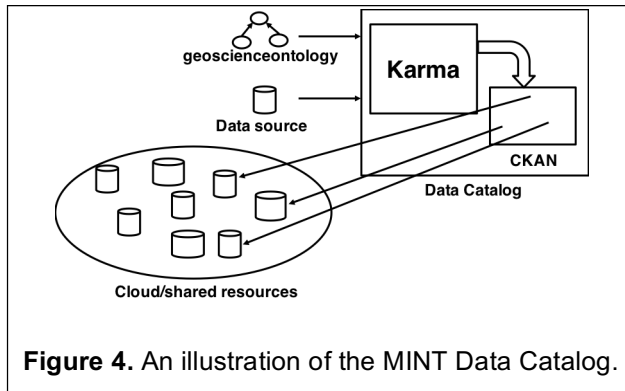 geoscienceontology
Karma
Data source
CKAN
Data Catalog
Cloud/shared resources
Figure 4. An illustration of the MINT Data Catalog.